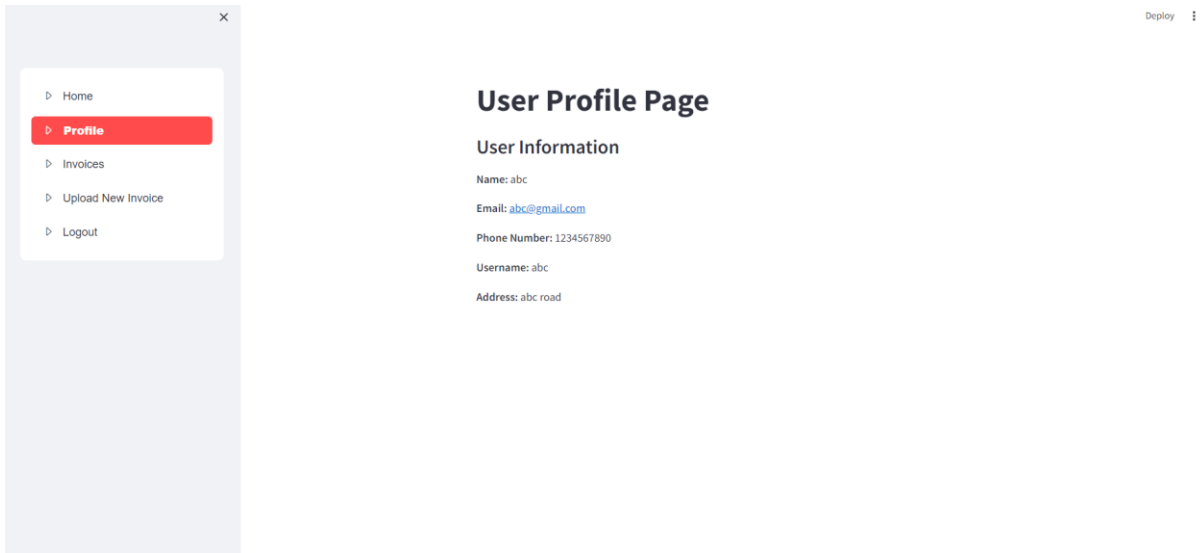 Deploy
Home
Profile
Invoices
Upload New Invoice
Logout
User Profile Page
User Information
Name: abc
Email: abc@gmail.com
Phone Number: 1234567890
Username: abc
Address: abc road